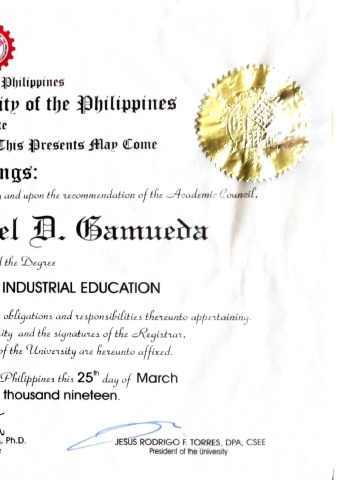 Philippines
ity of the Philippines
te
This Presents May Come
ngs:
and upon the recommendation of the Academic Council,
el D. Gamueda
the Degree
INDUSTRIAL EDUCATION
obligations and responsibilities thereunto appertaining.
sity and the signatures of the Registrar,
of the University are hereunto affixed.
Philippines this 25th day of March
thousand nineteen.
Ph.D.
JESUS RODRIGO F. TORRES, DPA, CSEE
President of the University